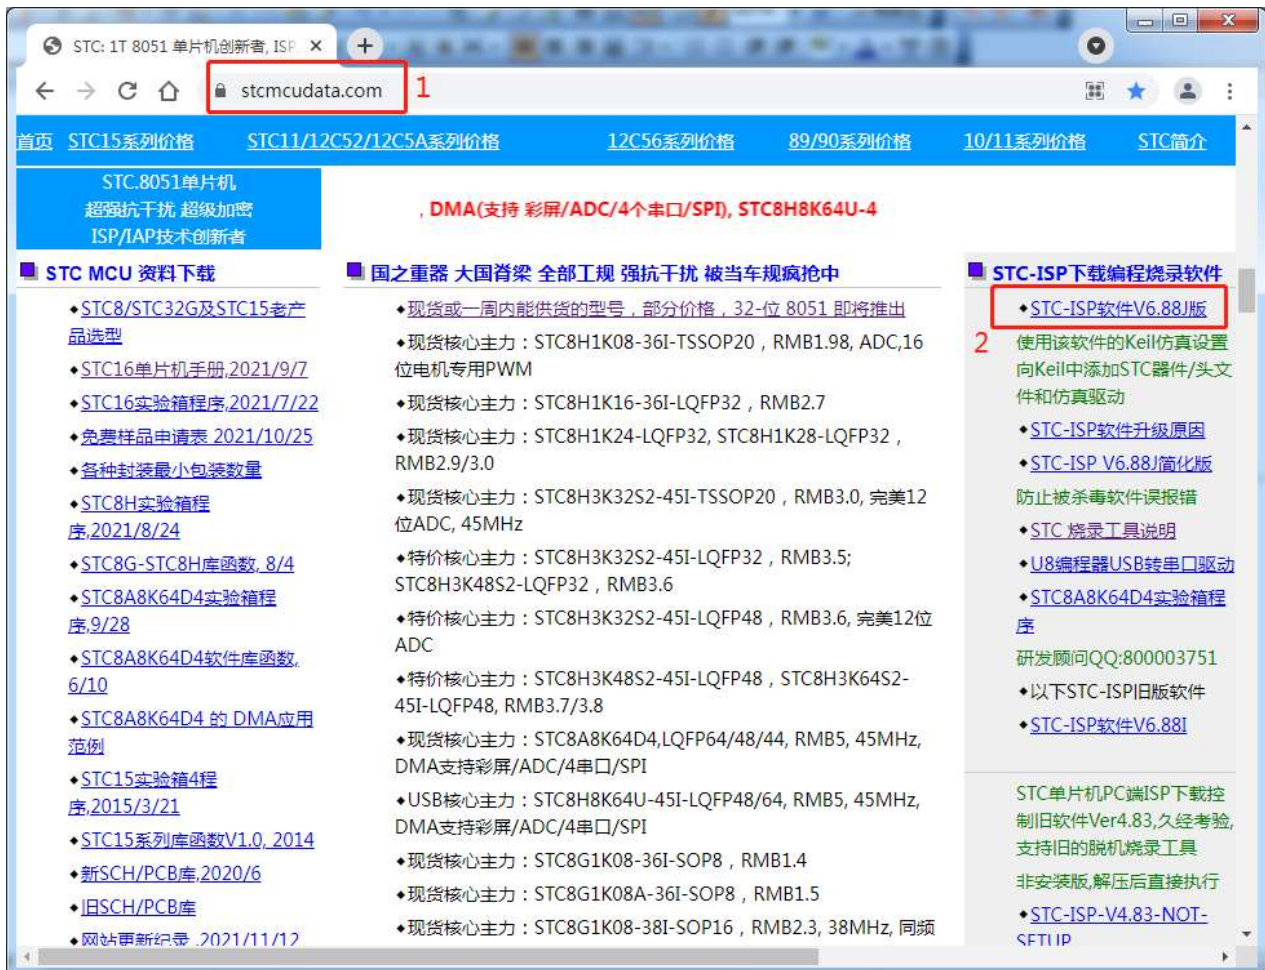 STC: 1T 8051 单片机创新者, ISP
stcmcudata.com
1
首页 STC15系列价格 STC11/12C52/12C5A系列价格 12C56系列价格 89/90系列价格 10/11系列价格 STC简介
STC.8051单片机
超强抗干扰 超级加密
ISP/IAP技术创新者
, DMA(支持 彩屏/ADC/4个串口/SPI), STC8H8K64U-4
STC MCU 资料下载
◆STC8/STC32G及STC15老产
品选型
◆STC16单片机手册,2021/9/7
◆STC16实验箱程序,2021/7/22
◆免费样品申请表 2021/10/25
◆各种封装最小包装数量
◆STC8H实验箱程
序,2021/8/24
◆STC8G-STC8H库函数, 8/4
◆STC8A8K64D4实验箱程
序,9/28
◆STC8A8K64D4软件库函数,
6/10
◆STC8A8K64D4 的 DMA应用
范例
◆STC15实验箱4程
序,2015/3/21
◆STC15系列库函数V1.0, 2014
◆新SCH/PCB库,2020/6
◆旧SCH/PCB库
◆网站更新纪录 ,2021/11/12
国之重器 大国脊梁 全部工规 强抗干扰 被当车规疯抢中
◆现货或一周内能供货的型号，部分价格，32-位 8051 即将推出
◆现货核心主力：STC8H1K08-36I-TSSOP20，RMB1.98, ADC,16
位电机专用PWM
◆现货核心主力：STC8H1K16-36I-LQFP32，RMB2.7
◆现货核心主力：STC8H1K24-LQFP32, STC8H1K28-LQFP32，
RMB2.9/3.0
◆现货核心主力：STC8H3K32S2-45I-TSSOP20，RMB3.0, 完美12
位ADC, 45MHz
◆特价核心主力：STC8H3K32S2-45I-LQFP32，RMB3.5;
STC8H3K48S2-LQFP32，RMB3.6
◆特价核心主力：STC8H3K32S2-45I-LQFP48，RMB3.6, 完美12位
ADC
◆特价核心主力：STC8H3K48S2-45I-LQFP48，STC8H3K64S2-
45I-LQFP48, RMB3.7/3.8
◆现货核心主力：STC8A8K64D4,LQFP64/48/44, RMB5, 45MHz,
DMA支持彩屏/ADC/4串口/SPI
◆USB核心主力：STC8H8K64U-45I-LQFP48/64, RMB5, 45MHz,
DMA支持彩屏/ADC/4串口/SPI
◆现货核心主力：STC8G1K08-36I-SOP8，RMB1.4
◆现货核心主力：STC8G1K08A-36I-SOP8，RMB1.5
◆现货核心主力：STC8G1K08-38I-SOP16，RMB2.3, 38MHz, 同频
STC-ISP下载编程烧录软件
◆STC-ISP软件V6.88J版
2
使用该软件的Keil仿真设置
向Keil中添加STC器件/头文
件和仿真驱动
◆STC-ISP软件升级原因
◆STC-ISP V6.88J简化版
防止被杀毒软件误报错
◆STC 烧录工具说明
◆U8编程器USB转串口驱动
◆STC8A8K64D4实验箱程
序
研发顾问QQ:800003751
◆以下STC-ISP旧版软件
◆STC-ISP软件V6.88I
STC单片机PC端ISP下载控
制旧软件Ver4.83,久经考验,
支持旧的脱机烧录工具
非安装版,解压后直接执行
◆STC-ISP-V4.83-NOT-
SETUP